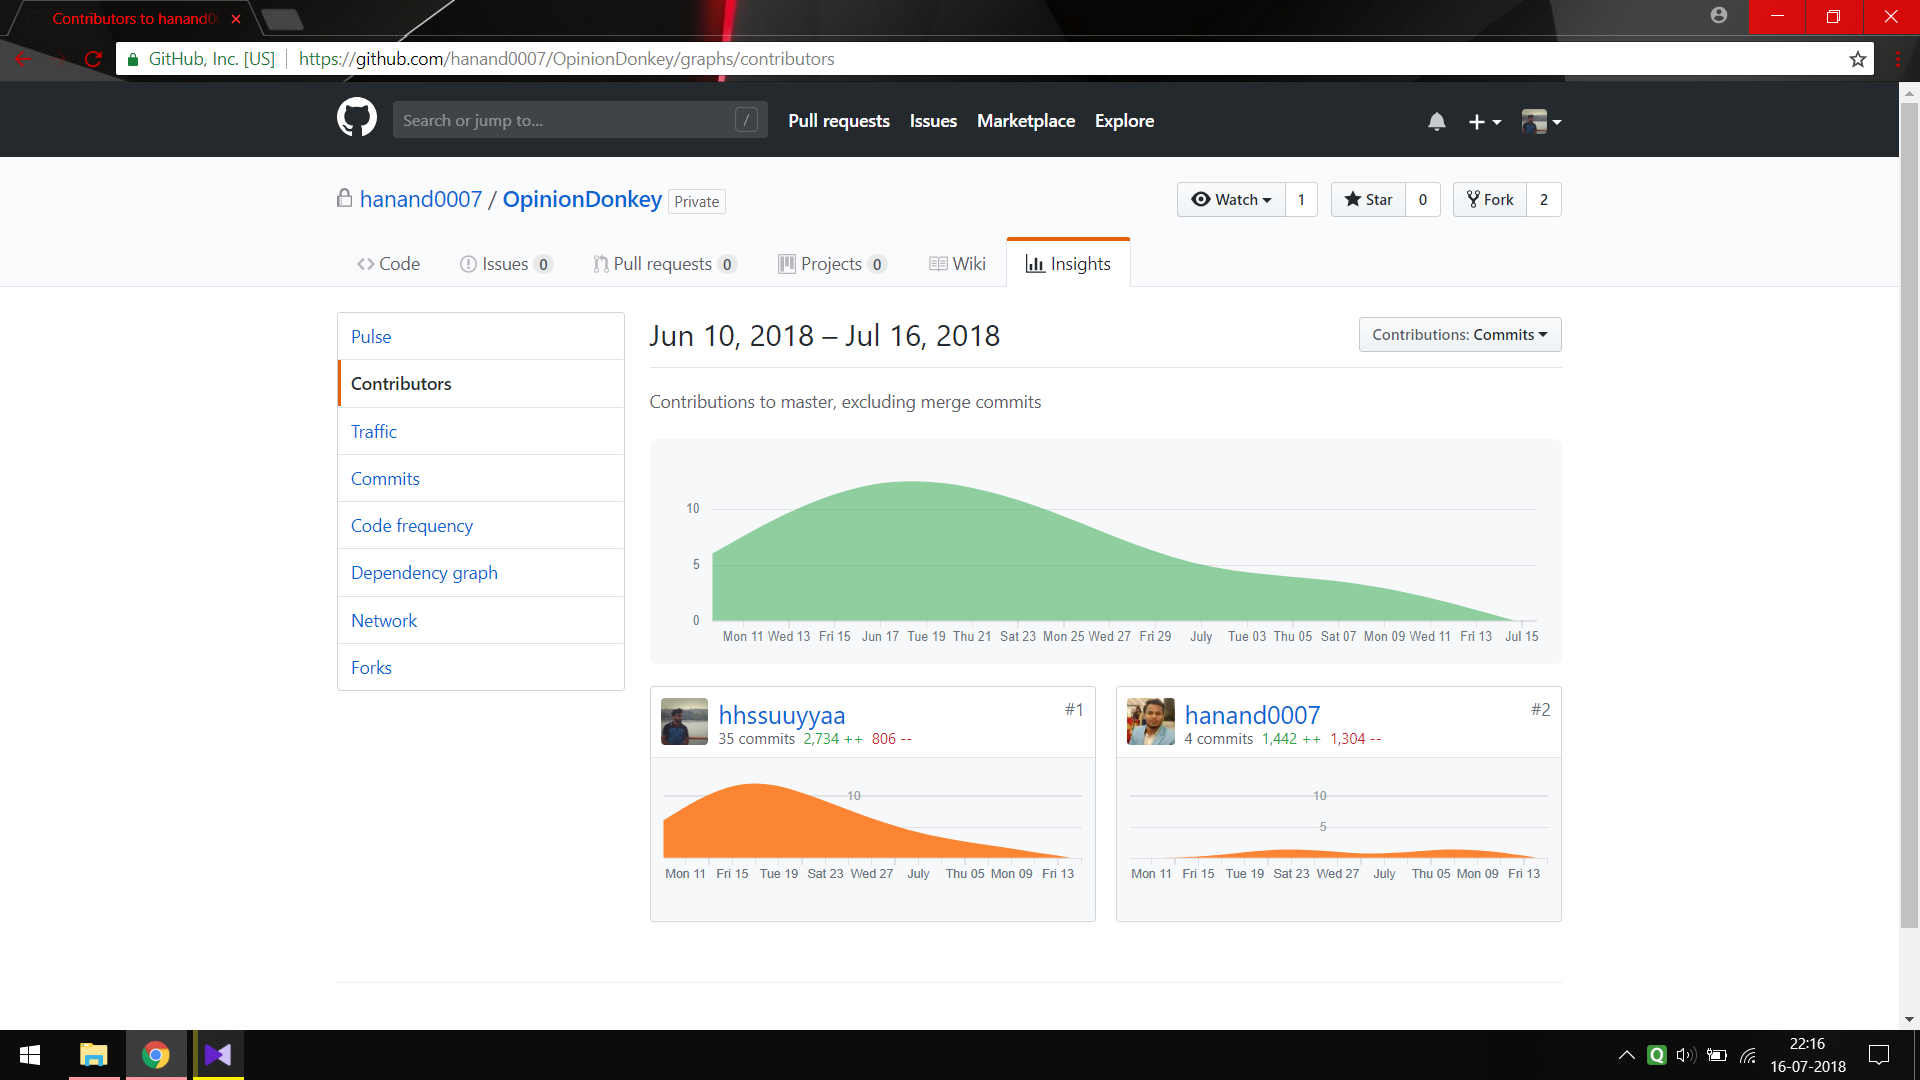 Contributors to hanand0
GitHub, Inc. [US] https://github.com/hanand0007/OpinionDonkey/graphs/contributors
Search or jump to... / Pull requests Issues Marketplace Explore
hanand0007 / OpinionDonkey Private Watch 1 Star 0 Fork 2
Code Issues 0 Pull requests 0 Projects 0 Wiki Insights
Pulse
Contributors
Traffic
Commits
Code frequency
Dependency graph
Network
Forks
Jun 10, 2018 – Jul 16, 2018
Contributions: Commits
Contributions to master, excluding merge commits
10
5
0
Mon 11 Wed 13 Fri 15 Jun 17 Tue 19 Thu 21 Sat 23 Mon 25 Wed 27 Fri 29 July Tue 03 Thu 05 Sat 07 Mon 09 Wed 11 Fri 13 Jul 15
hhssuuyyaa #1
35 commits 2,734 ++ 806 --
10
Mon 11 Fri 15 Tue 19 Sat 23 Wed 27 July Thu 05 Mon 09 Fri 13
hanand0007 #2
4 commits 1,442 ++ 1,304 --
10
5
Mon 11 Fri 15 Tue 19 Sat 23 Wed 27 July Thu 05 Mon 09 Fri 13
Q
22:16
16-07-2018